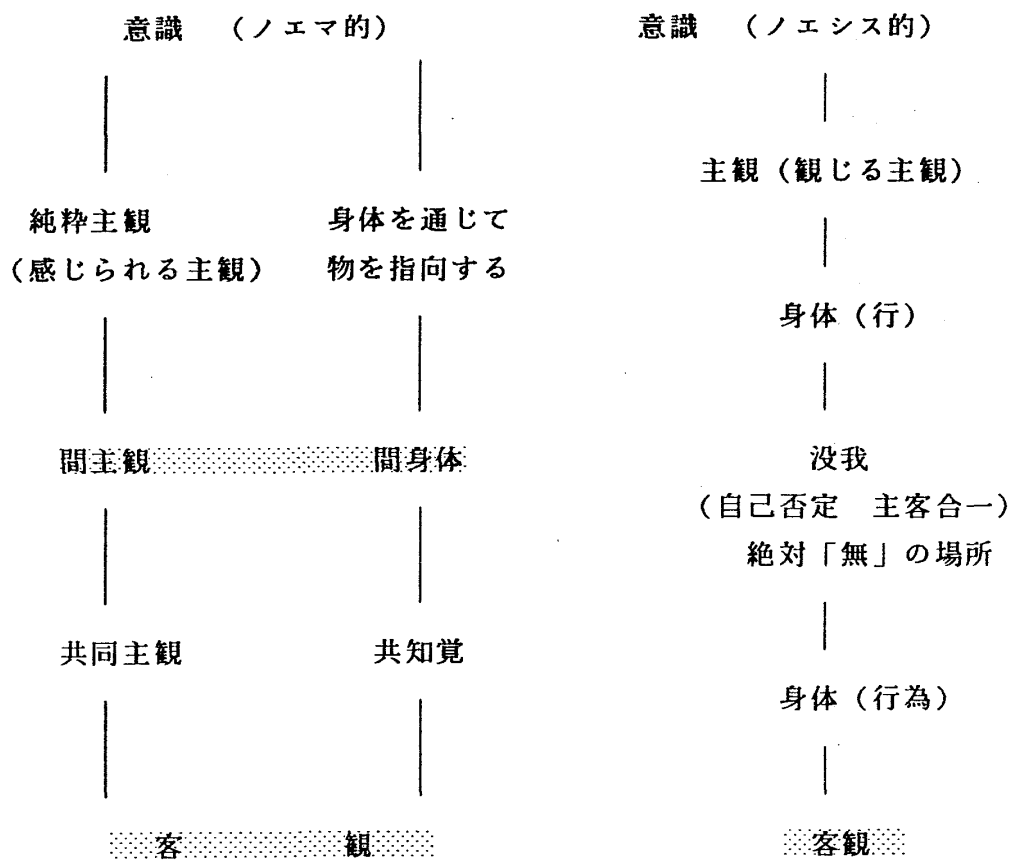 意識 （ノエマ的）
純粋主観
（感じられる主観）
身体を通じて
物を指向する
間主観
間身体
共同主観
共知覚
客 観
意識 （ノエシス的）
主観（観じる主観）
身体（行）
没我
（自己否定 主客合一）
絶対「無」の場所
身体（行為）
客観